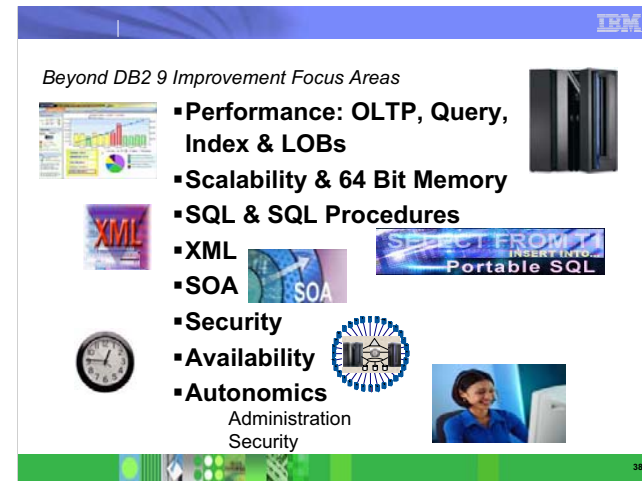 IBM
Beyond DB2 9 Improvement Focus Areas
▪Performance: OLTP, Query,
Index & LOBs
▪Scalability & 64 Bit Memory
▪SQL & SQL Procedures
▪XML
▪SOA
▪Security
▪Availability
▪Autonomics
Administration
Security
XML
SOA
SELECT FROM T1
INSERT INTO...
Portable SQL
38